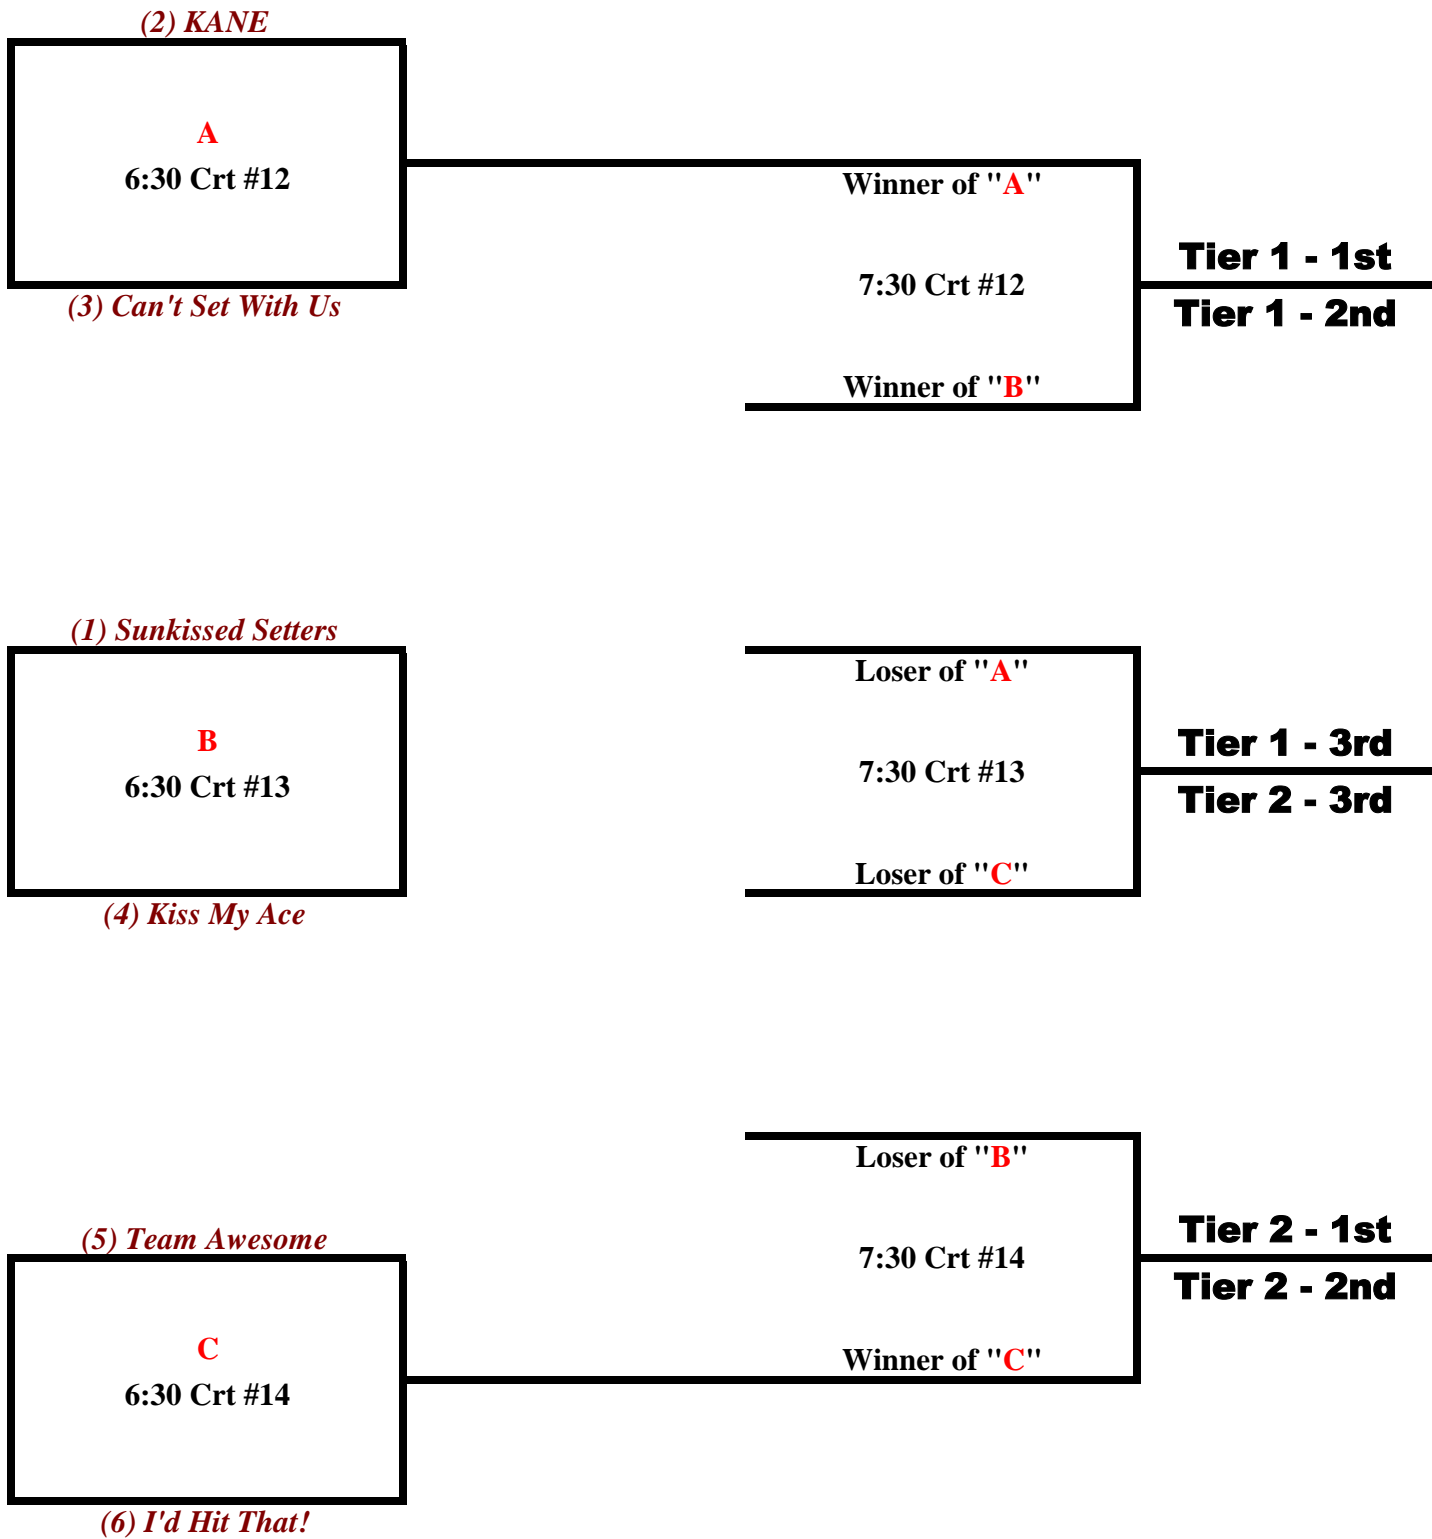 (2) KANE
A
6:30 Crt #12
(3) Can't Set With Us
Winner of "A"
7:30 Crt #12
Winner of "B"
Tier 1 - 1st
Tier 1 - 2nd
(1) Sunkissed Setters
B
6:30 Crt #13
(4) Kiss My Ace
Loser of "A"
7:30 Crt #13
Loser of "C"
Tier 1 - 3rd
Tier 2 - 3rd
(5) Team Awesome
C
6:30 Crt #14
(6) I'd Hit That!
Loser of "B"
7:30 Crt #14
Winner of "C"
Tier 2 - 1st
Tier 2 - 2nd